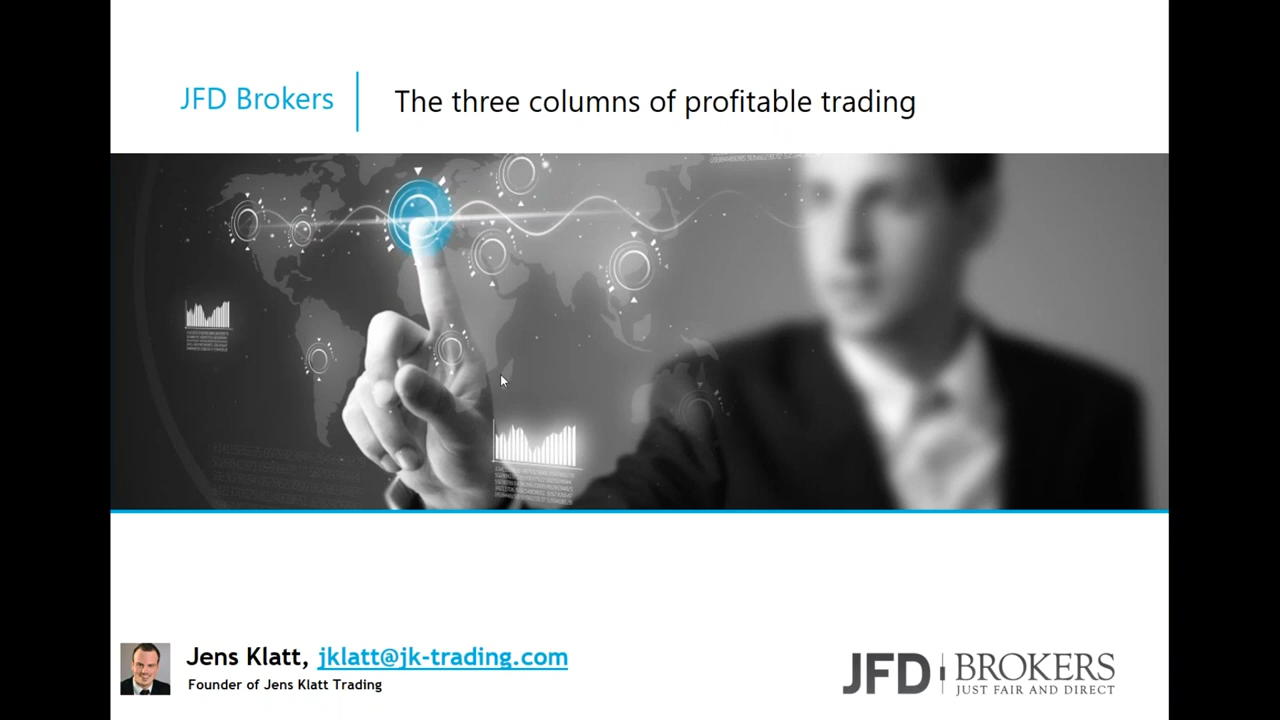 JFD Brokers
The three columns of profitable trading
Jens Klatt, jklatt@jk-trading.com
Founder of Jens Klatt Trading
JFD BROKERS
JUST FAIR AND DIRECT